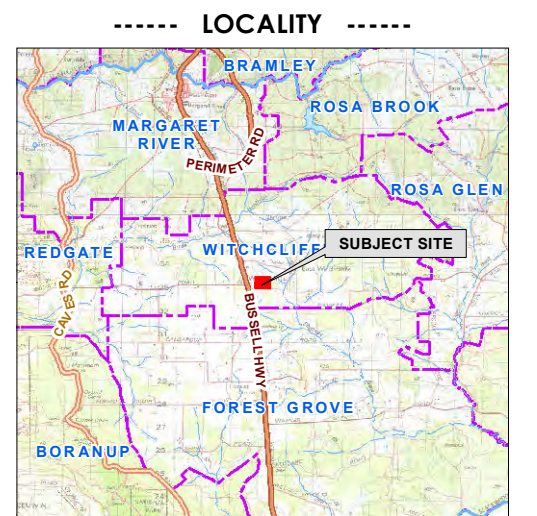 ------ LOCALITY ------
BRAMLEY
ROSA BROOK
MARGARET
RIVER
PERIMETER RD
ROSA GLEN
REDGATE
WITCHCLIFFE
SUBJECT SITE
CAVES RD
BUSSELL HWY
FOREST GROVE
BORANUP